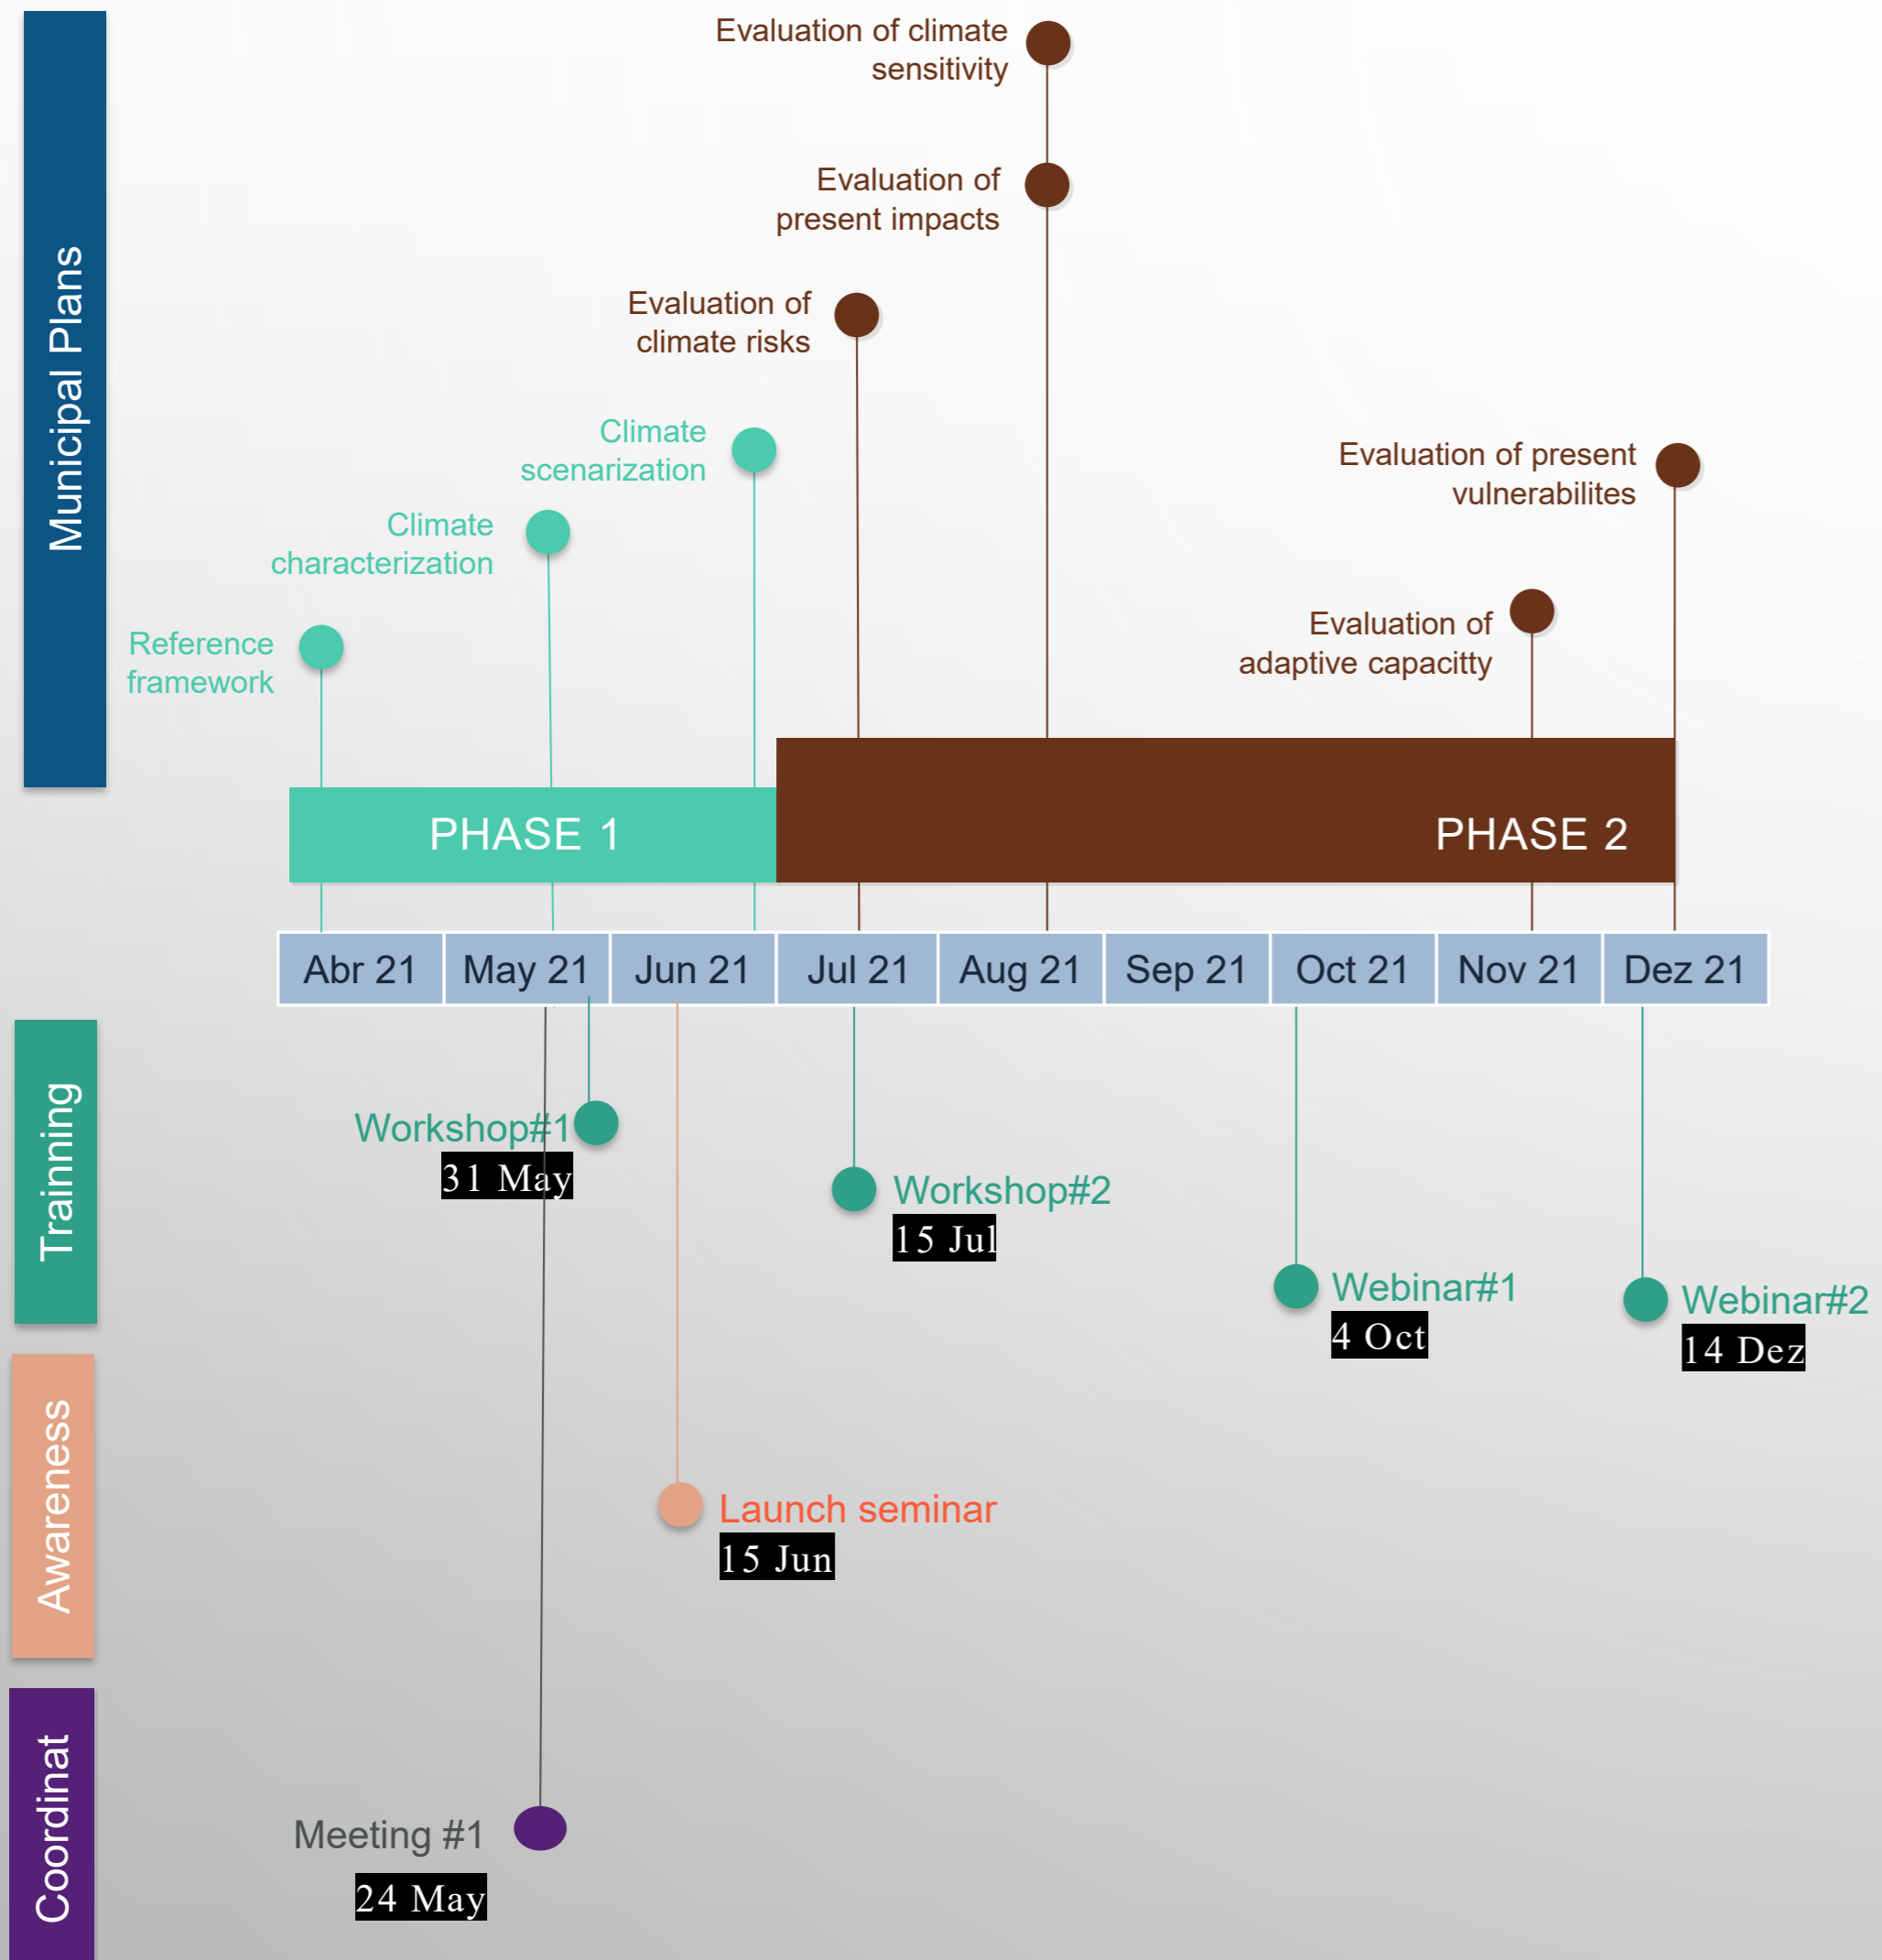 Municipal Plans
Evaluation of climate
sensitivity
Evaluation of
present impacts
Evaluation of
climate risks
Climate
scenarization
Climate
characterization
Reference
framework
Evaluation of present
vulnerabilites
Evaluation of
adaptive capacitty
PHASE 1
PHASE 2
Abr 21
May 21
Jun 21
Jul 21
Aug 21
Sep 21
Oct 21
Nov 21
Dez 21
Trainning
Workshop#1
31 May
Workshop#2
15 Jul
Webinar#1
4 Oct
Webinar#2
14 Dez
Awareness
Launch seminar
15 Jun
Coordinat
Meeting #1
24 May